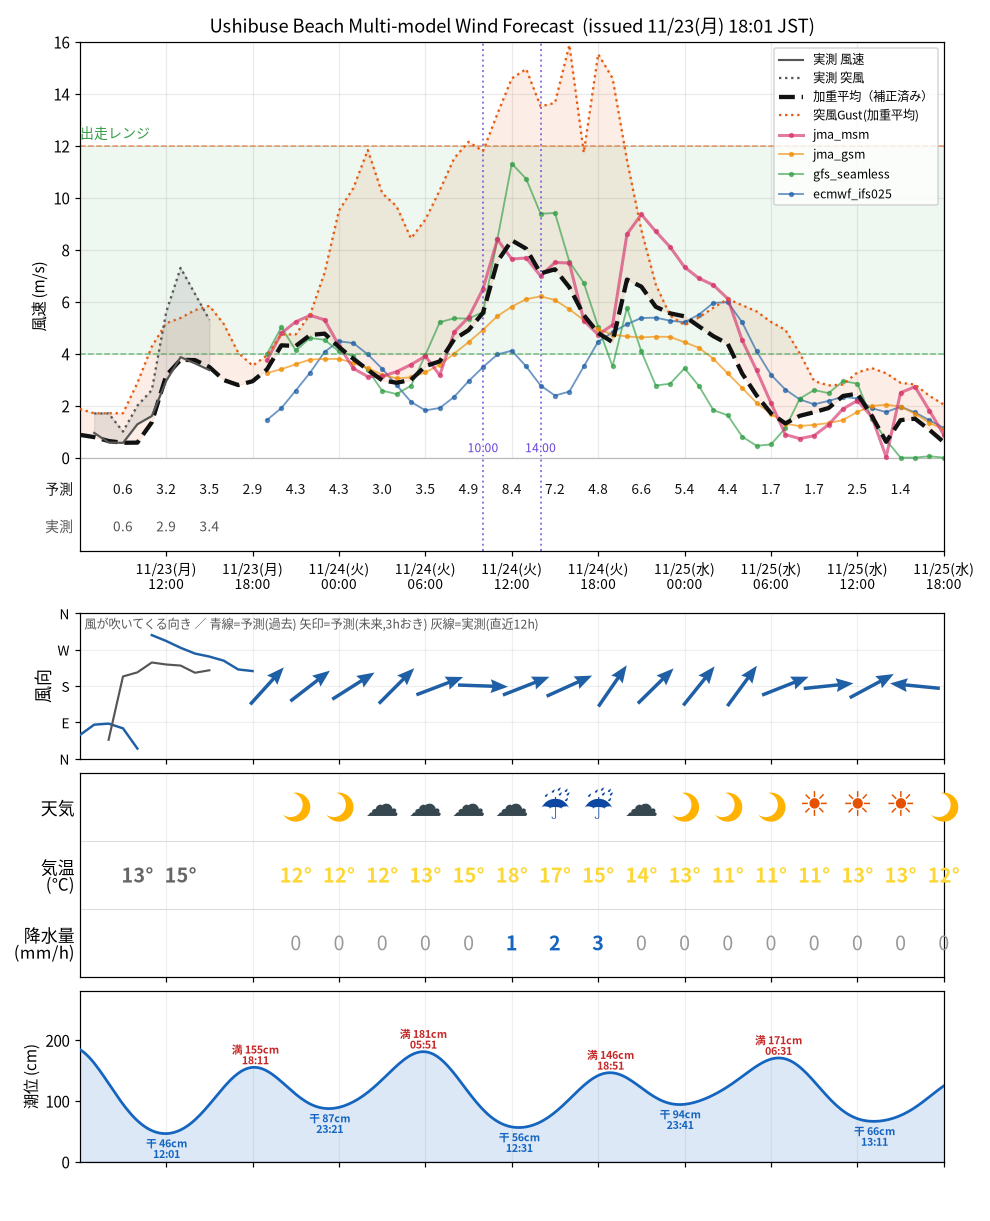 Ushibuse Beach Multi-model Wind Forecast (issued 11/23(月) 18:01 JST)
16
14
12
10
8
6
4
2
0
風速 (m/s)
出走レンジ
実測 風速
実測 突風
加重平均（補正済み）
突風Gust(加重平均)
jma_msm
jma_gsm
gfs_seamless
ecmwf_ifs025
10:00 14:00
予測 0.6 3.2 3.5 2.9 4.3 4.3 3.0 3.5 4.9 8.4 7.2 4.8 6.6 5.4 4.4 1.7 1.7 2.5 1.4
実測 0.6 2.9 3.4
11/23(月) 11/23(月) 11/24(火) 11/24(火) 11/24(火) 11/24(火) 11/25(水) 11/25(水) 11/25(水) 11/25(水)
12:00 18:00 00:00 06:00 12:00 18:00 00:00 06:00 12:00 18:00
風向
N
W
S
E
N
風が吹いてくる向き ／ 青線=予測(過去) 矢印=予測(未来,3hおき) 灰線=実測(直近12h)
天気
気温
(℃)
13° 15° 12° 12° 12° 13° 15° 18° 17° 15° 14° 13° 11° 11° 11° 13° 13° 12°
降水量
(mm/h)
0 0 0 0 0 1 2 3 0 0 0 0 0 0 0 0
潮位 (cm)
200
100
0
満 155cm
18:11
満 181cm
05:51
満 146cm
18:51
満 171cm
06:31
干 46cm
12:01
干 87cm
23:21
干 56cm
12:31
干 94cm
23:41
干 66cm
13:11